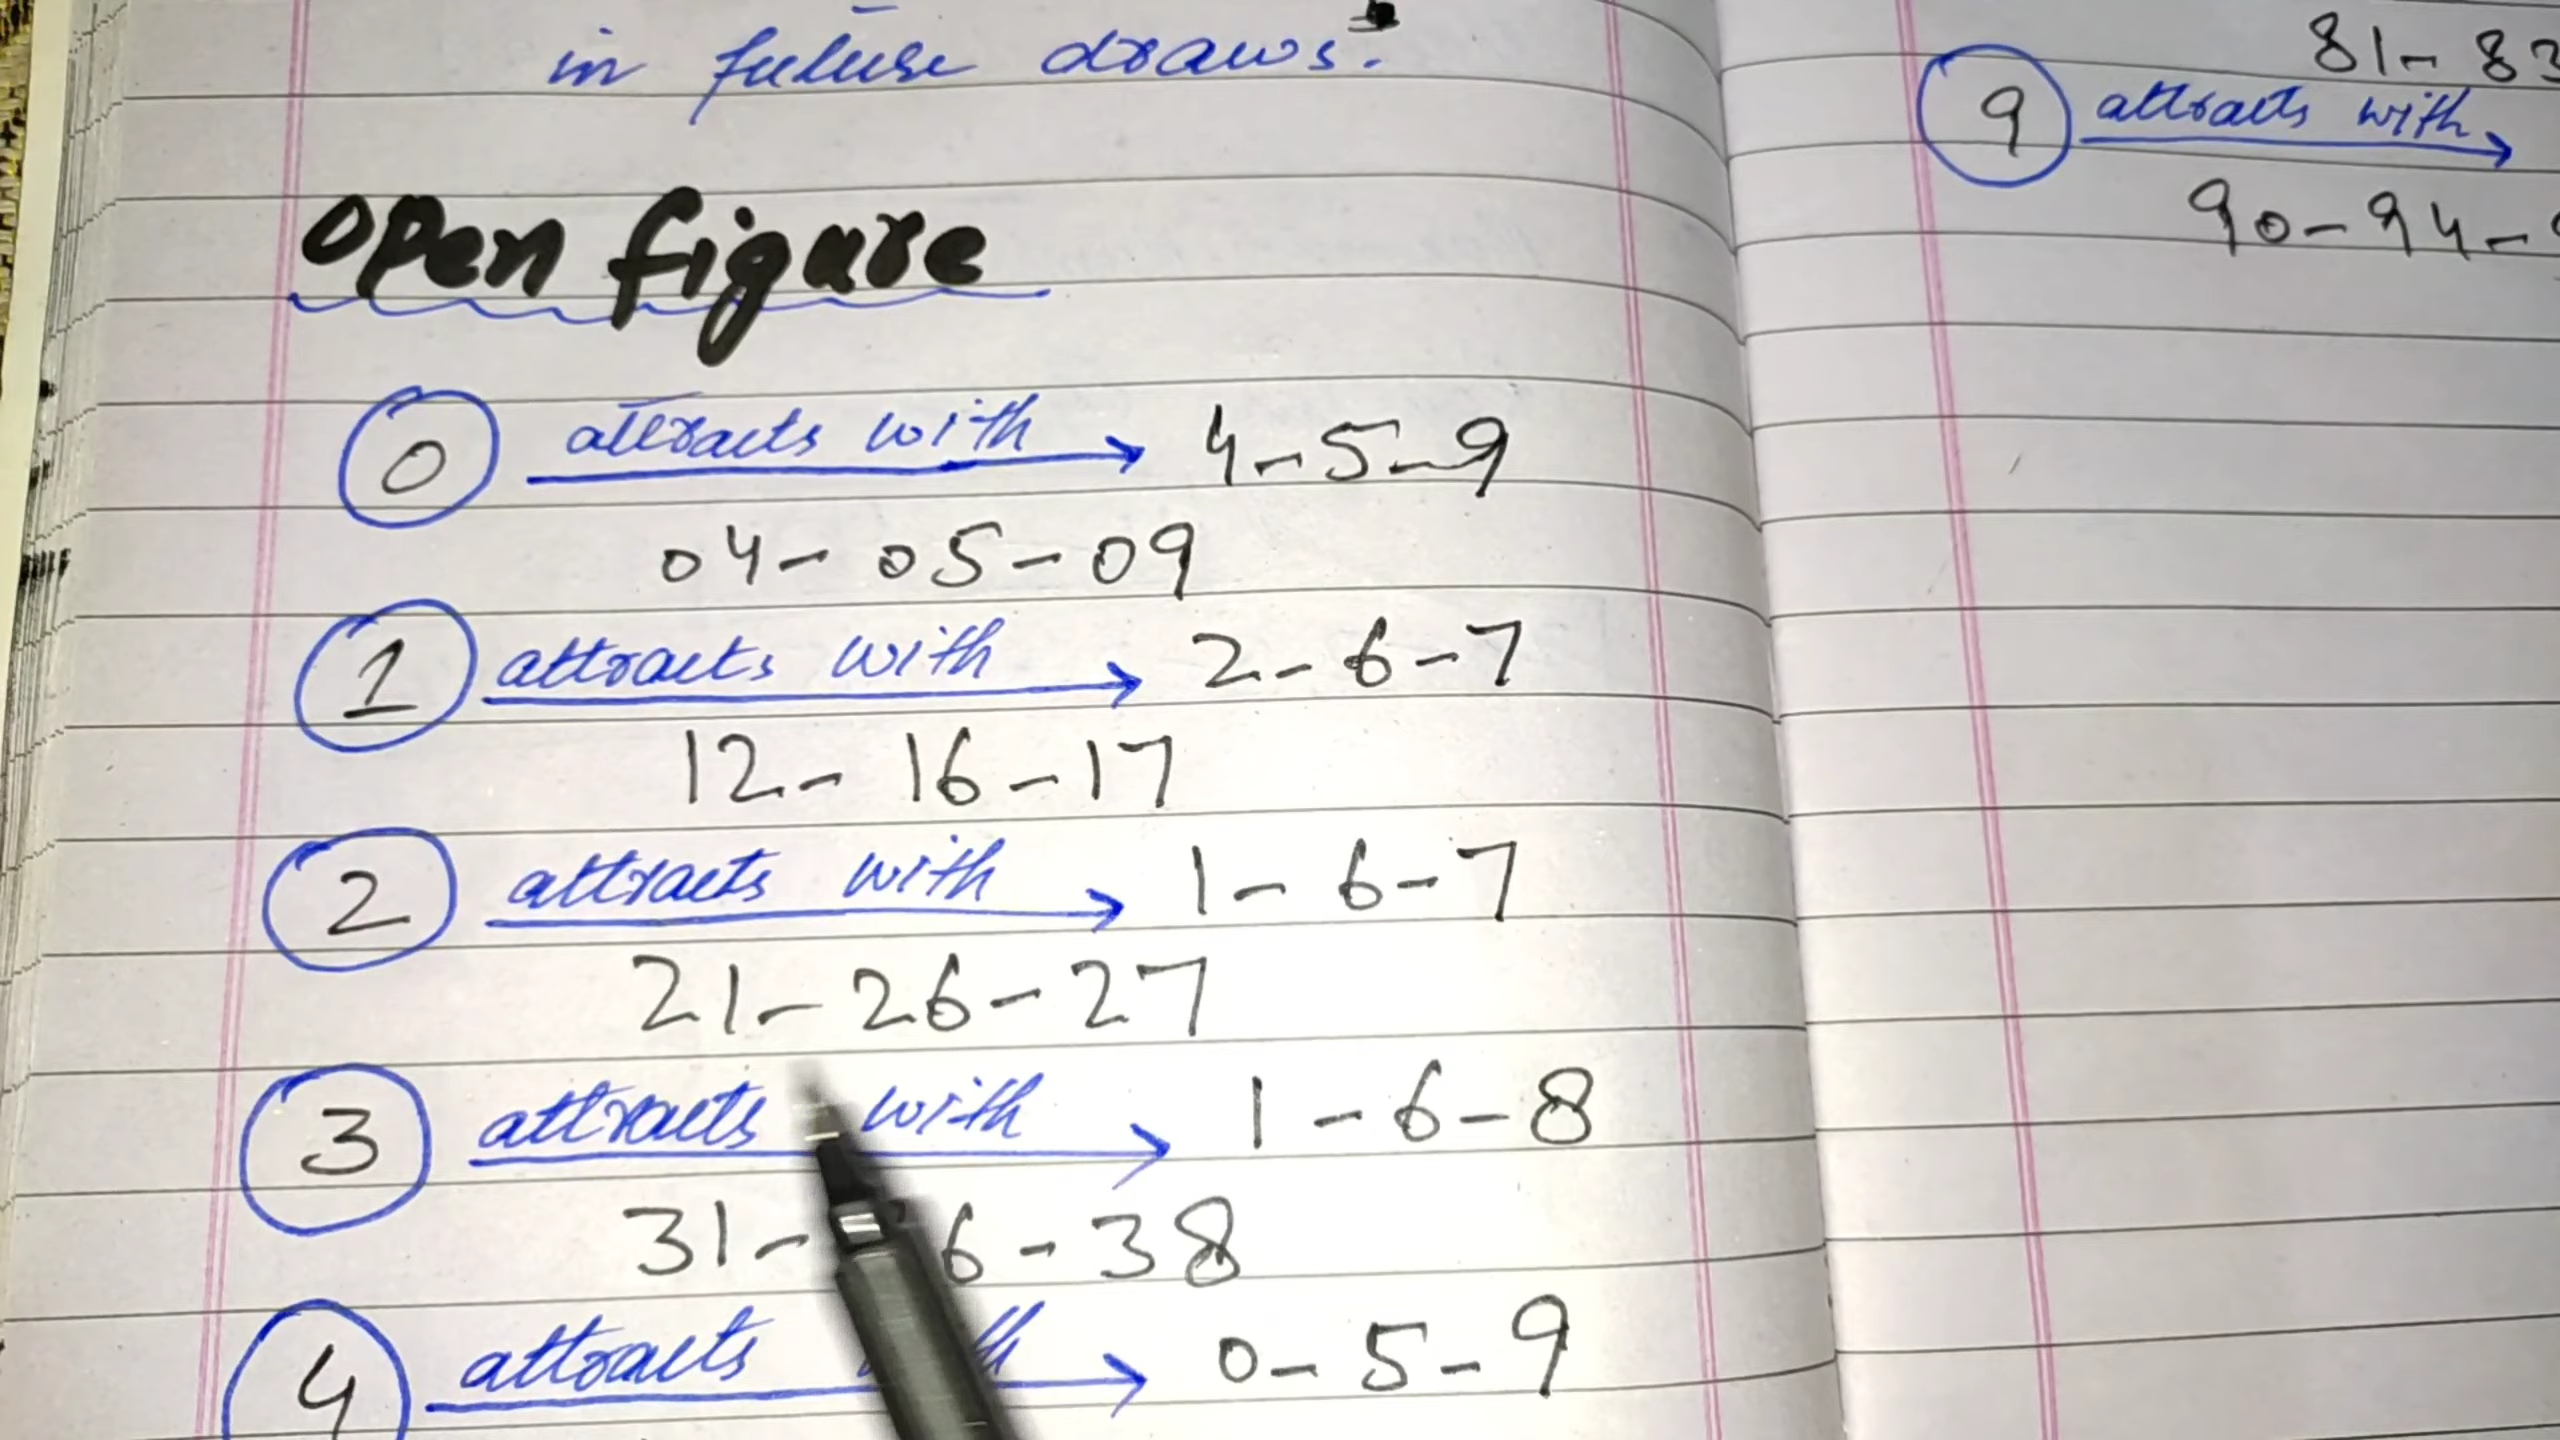 in future draws.
Open figure
0 attracts with → 4-5-9
04-05-09
1 attracts with → 2-6-7
12-16-17
2 attracts with → 1-6-7
21-26-27
3 attracts with → 1-6-8
31- 6-38
4 attracts → 0-5-9
81-83
9 attracts with →
90-94-